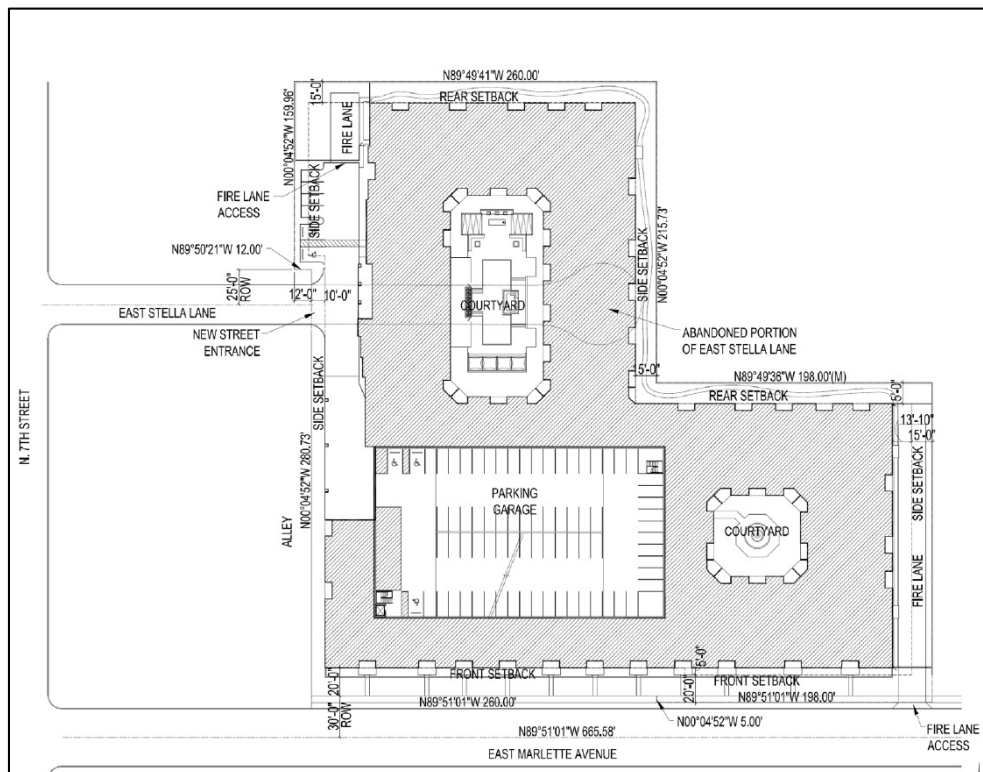 N89°49'41"W 260.00'
15'-0"
REAR SETBACK
N00°04'52"W 159.96'
FIRE LANE
SIDE SETBACK
FIRE LANE
ACCESS
N89°50'21"W 12.00'
25'-0"
ROW
12'-0"
10'-0"
EAST STELLA LANE
NEW STREET
ENTRANCE
COURTYARD
SIDE SETBACK
N00°04'52"W 215.73'
ABANDONED PORTION
OF EAST STELLA LANE
15'-0"
N89°49'36"W 198.00'(M)
REAR SETBACK
5'-0"
13'-10"
15'-0"
SIDE SETBACK
N00°04'52"W 280.73'
N. 7TH STREET
ALLEY
PARKING
GARAGE
COURTYARD
SIDE SETBACK
FIRE LANE
20'-0"
FRONT SETBACK
5'-0"
FRONT SETBACK
20'-0"
N89°51'01"W 260.00'
N89°51'01"W 198.00'
30'-0"
ROW
N00°04'52"W 5.00'
N89°51'01"W 665.58'
FIRE LANE
ACCESS
EAST MARLETTE AVENUE